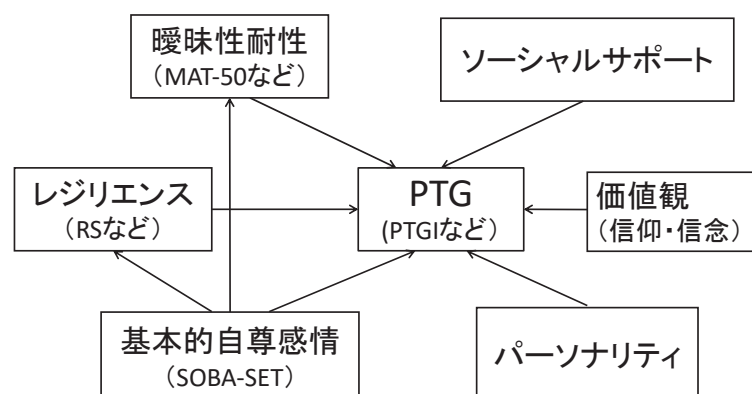 曖昧性耐性
（MAT-50など）
ソーシャルサポート
レジリエンス
（RSなど）
PTG
(PTGIなど）
価値観
（信仰・信念）
基本的自尊感情
（SOBA-SET）
パーソナリティ